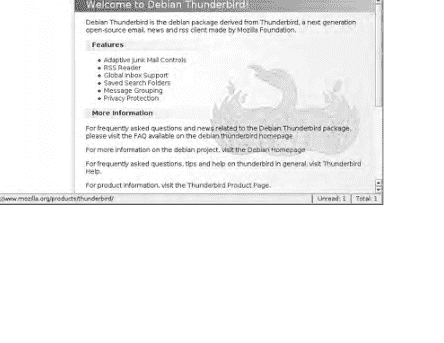 Welcome to Debian Thunderbird!
Debian Thunderbird is the debian package derived from Thunderbird, a next generation
open-source email, news and rss client made by Mozilla Foundation.
Features
Adaptive Junk Mail Controls
RSS Reader
Global Inbox Support
Saved Search Folders
Message Grouping
Privacy Protection
More Information
For frequently asked questions and news related to the Debian Thunderbird package,
please visit the FAQ available on the debian thunderbird homepage
For more information on the debian project, visit the Debian Homepage
For frequently asked questions, tips and help on thunderbird in general, visit Thunderbird
Help.
For product information, visit the Thunderbird Product Page.
/www.mozilla.org/products/thunderbird/
Unread: 1
Total: 1